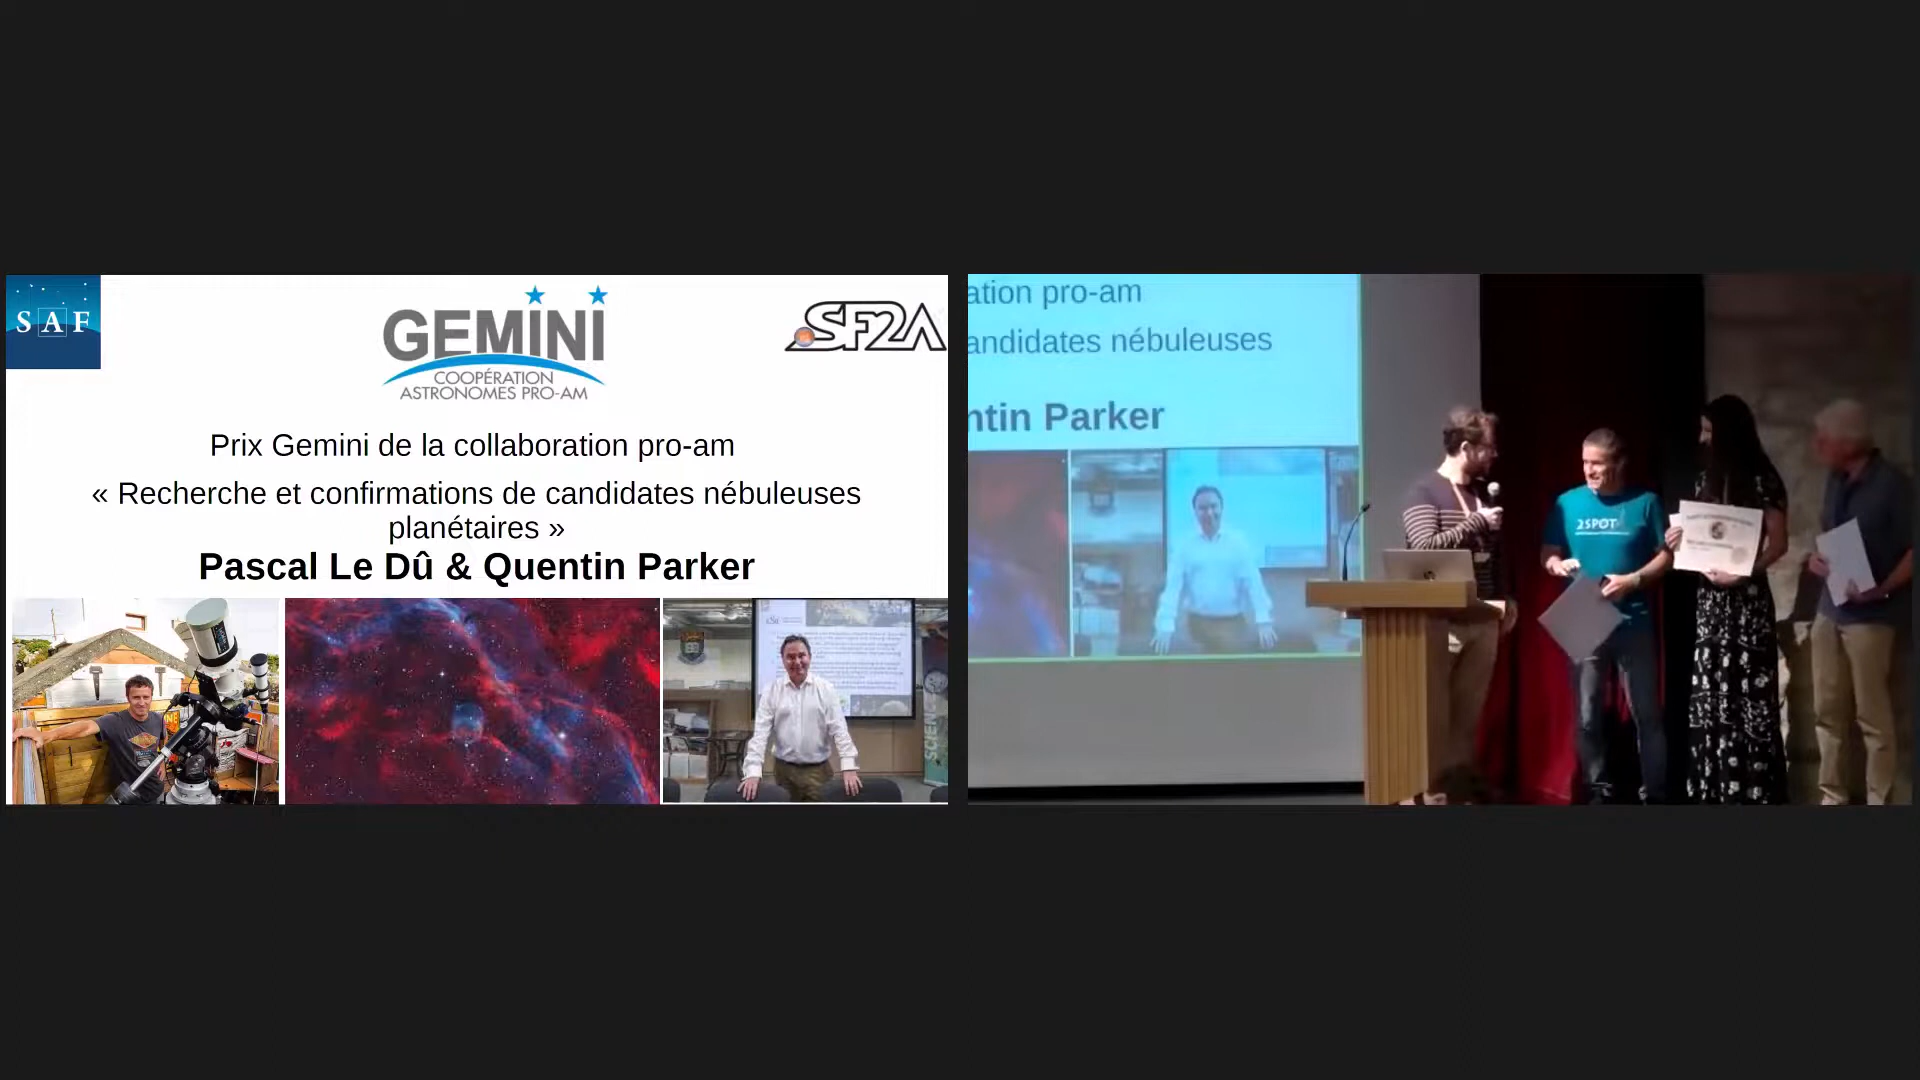 SAF
GEMINI
COOPÉRATION
ASTRONOMES PRO-AM
SF2A
Prix Gemini de la collaboration pro-am
« Recherche et confirmations de candidates nébuleuses
planétaires »
Pascal Le Dû & Quentin Parker
ation pro-am
andidates nébuleuses
ntin Parker
2SPOT